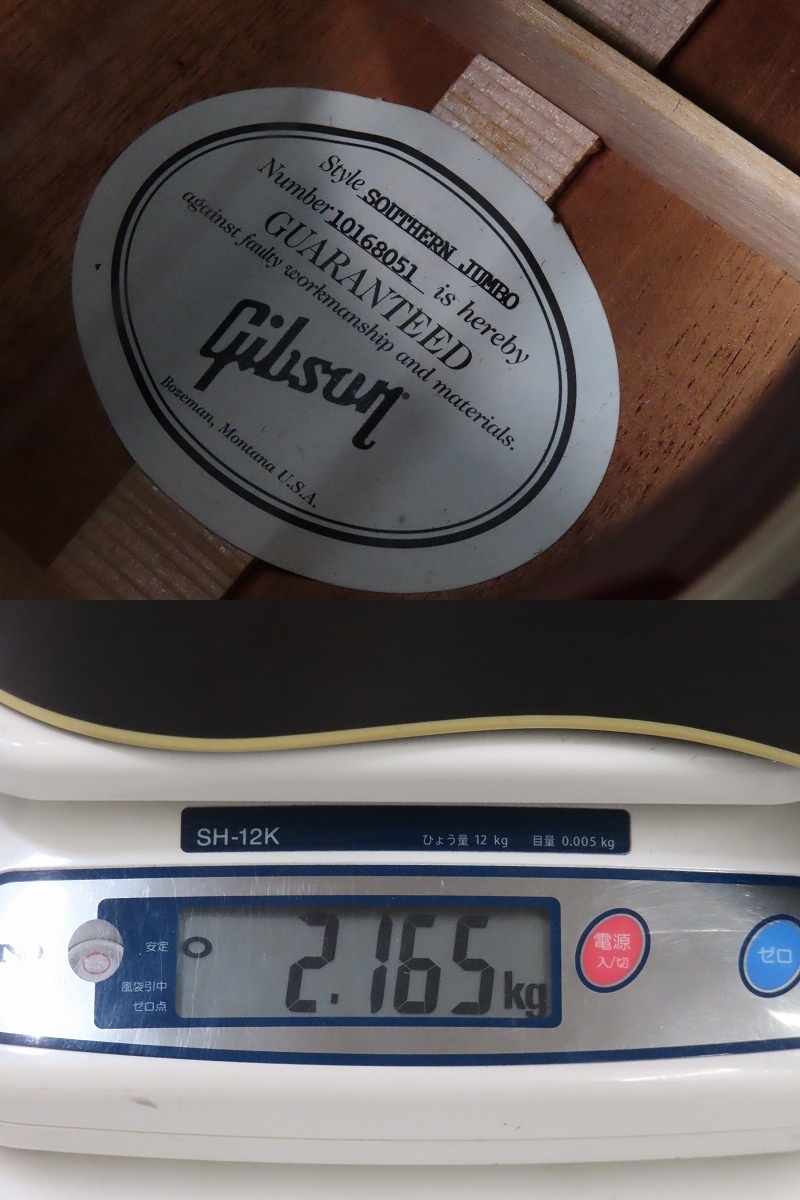 Style SOUTHERN JUMBO
Number 10168051 is hereby
GUARANTEED
against faulty workmanship and materials.
Gibson®
Bozeman, Montana U.S.A.
SH-12K ひょう量 12 kg 目量 0.005 kg
安定
風袋引中
ゼロ点
2.165 kg
電源
入/切
ゼロ